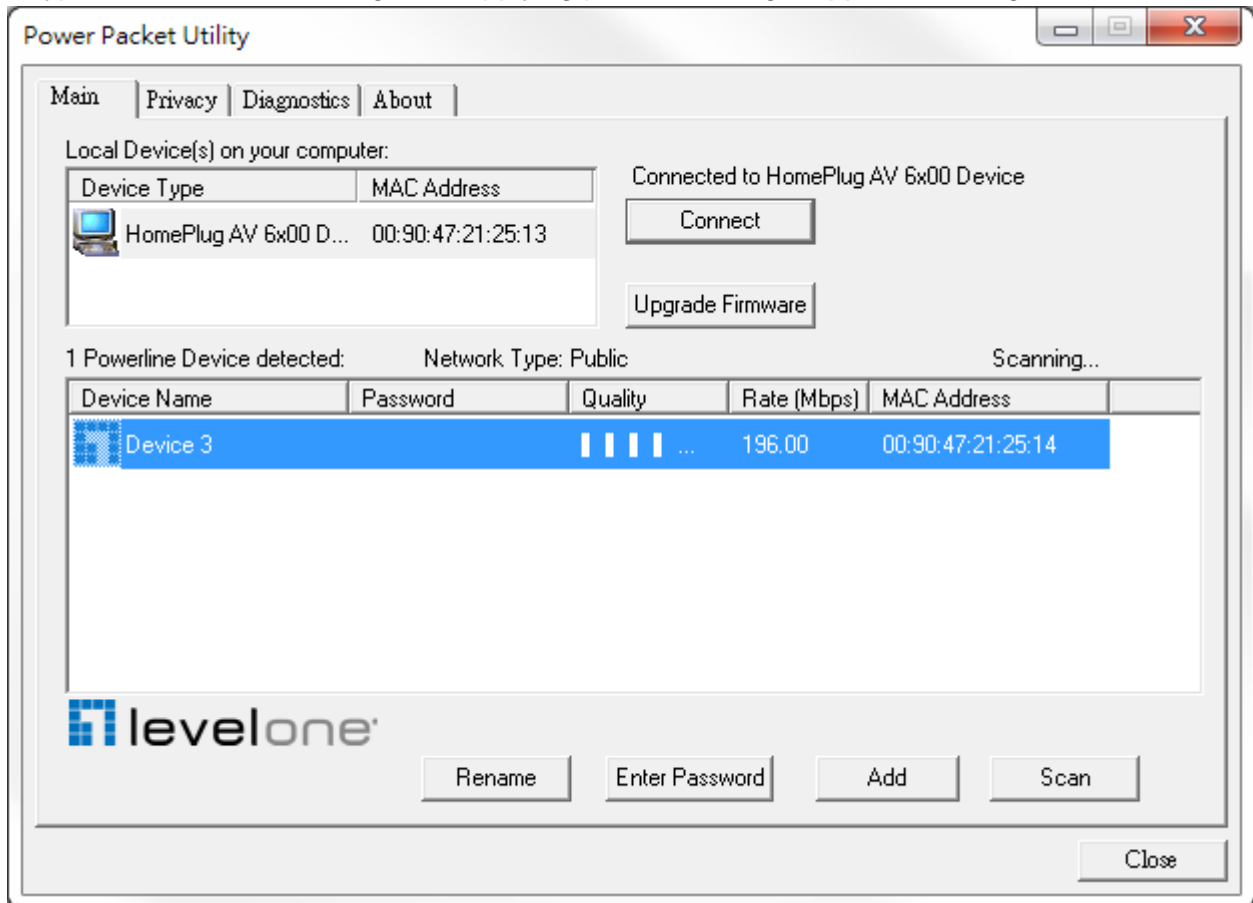 Power Packet Utility
Main Privacy Diagnostics About
Local Device(s) on your computer:
Device Type MAC Address
HomePlug AV 6x00 D... 00:90:47:21:25:13
Connected to HomePlug AV 6x00 Device
Connect
Upgrade Firmware
1 Powerline Device detected: Network Type: Public Scanning...
Device Name Password Quality Rate (Mbps) MAC Address
Device 3 ... 196.00 00:90:47:21:25:14
levelone
Rename Enter Password Add Scan
Close